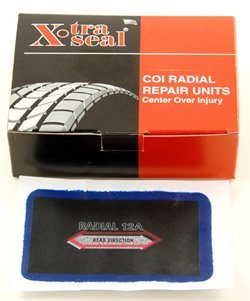 X•tra
seal®
COI RADIAL
REPAIR UNITS
Center Over Injury
RADIAL 12A
BEAD DIRECTION